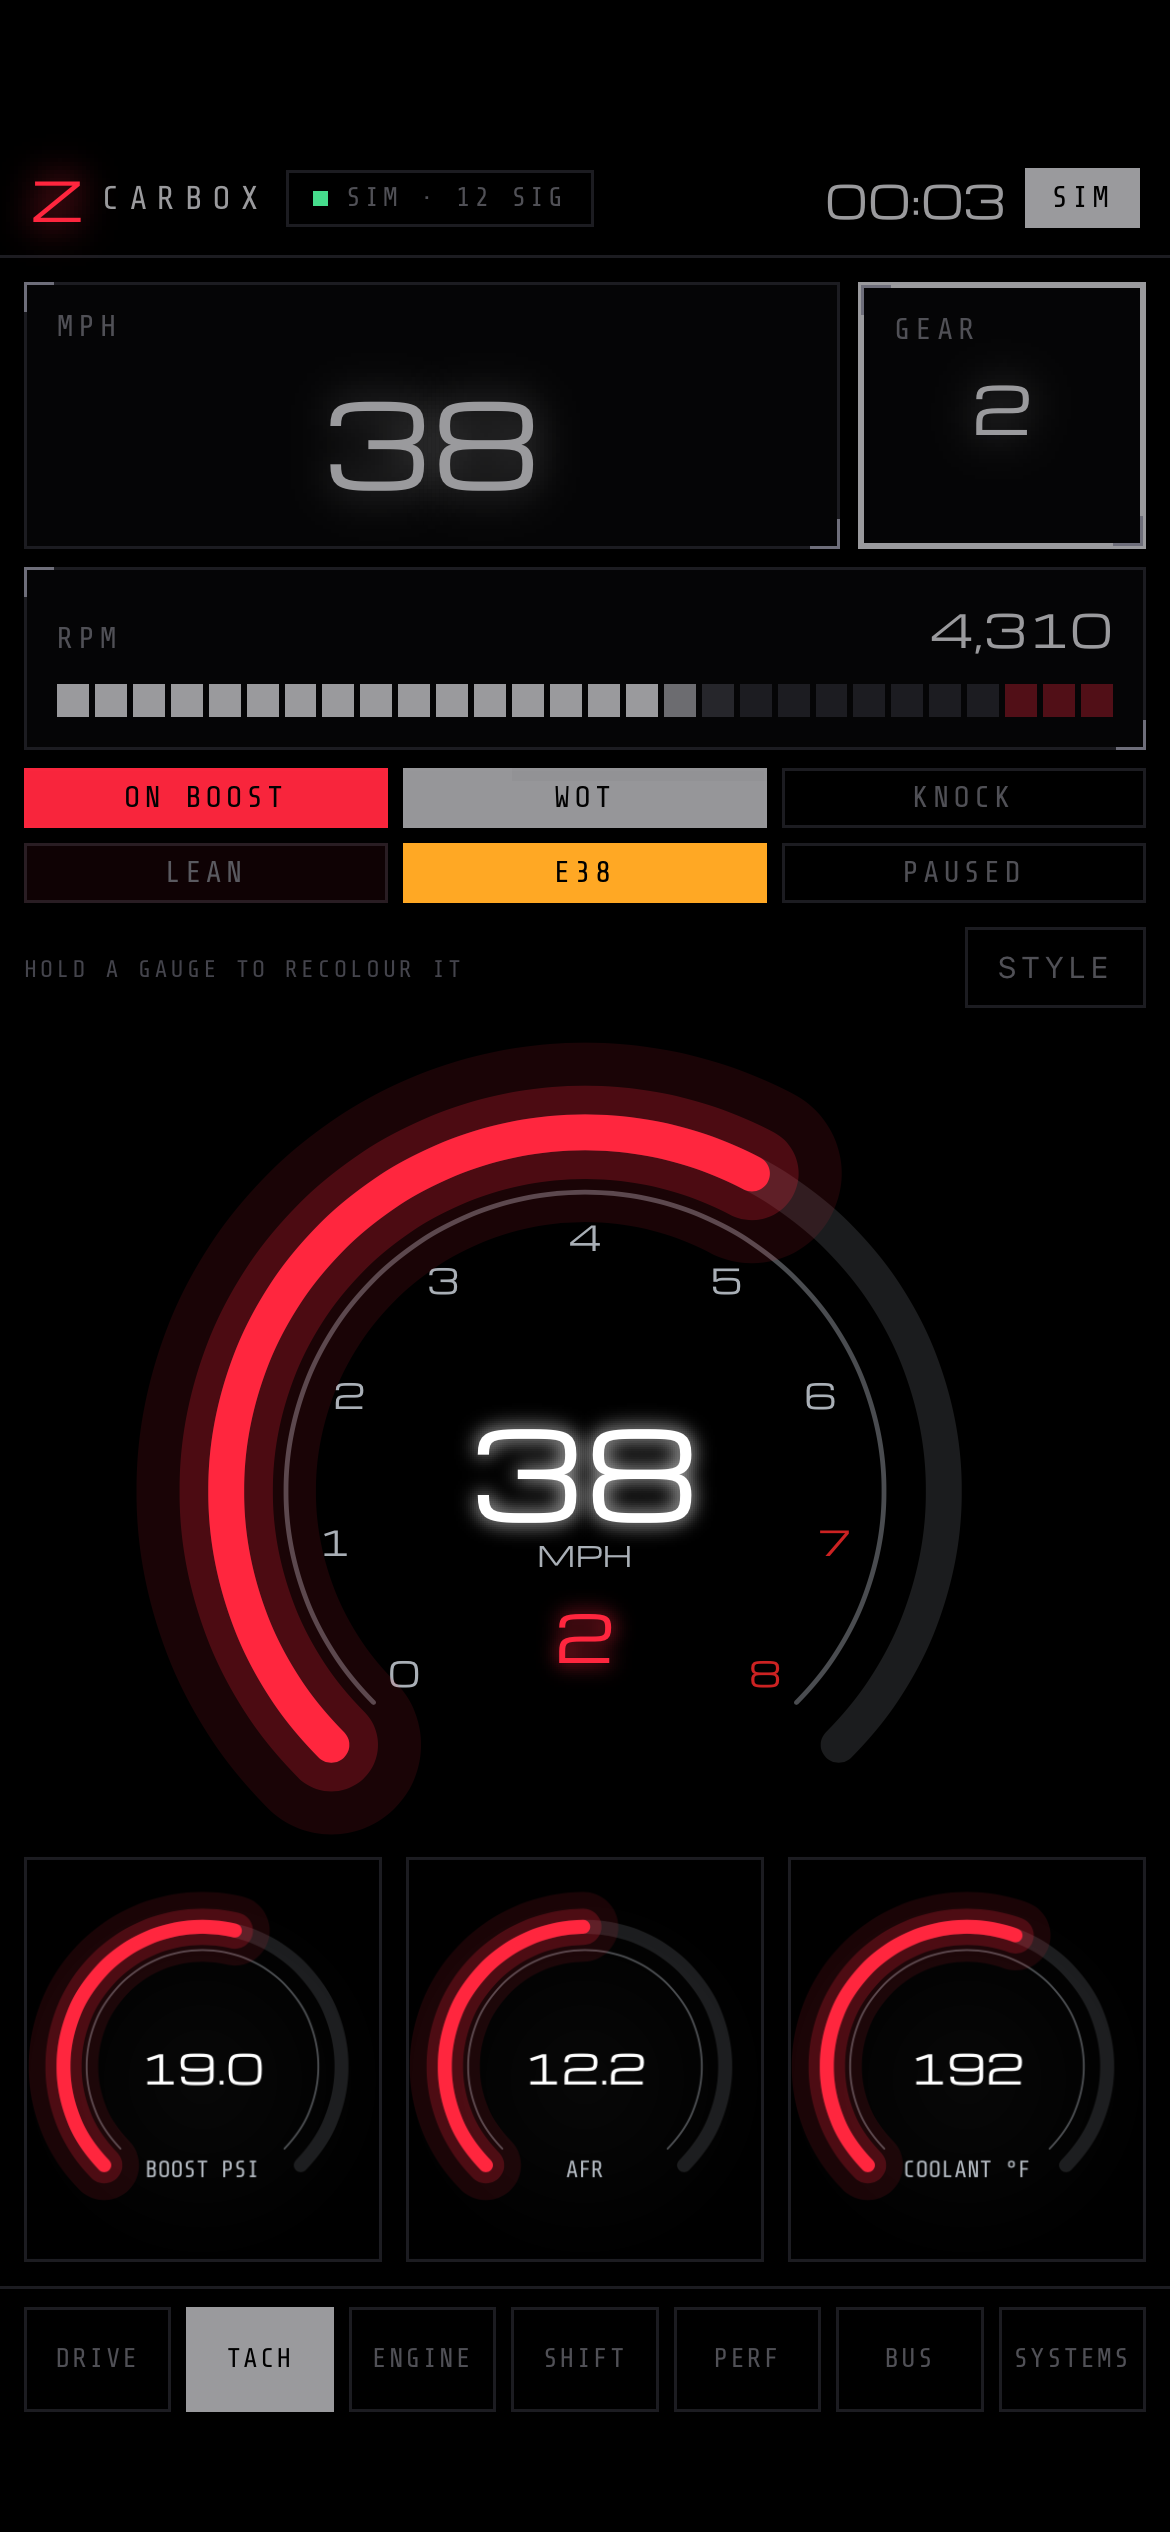 Z CARBOX SIM · 12 SIG 00:03 SIM
MPH
38
GEAR
2
RPM 4,310
ON BOOST WOT KNOCK
LEAN E38 PAUSED
HOLD A GAUGE TO RECOLOUR IT STYLE
4
3 5
2 6
38
1 MPH 7
2
0 8
19.0 12.2 192
BOOST PSI AFR COOLANT °F
DRIVE TACH ENGINE SHIFT PERF BUS SYSTEMS